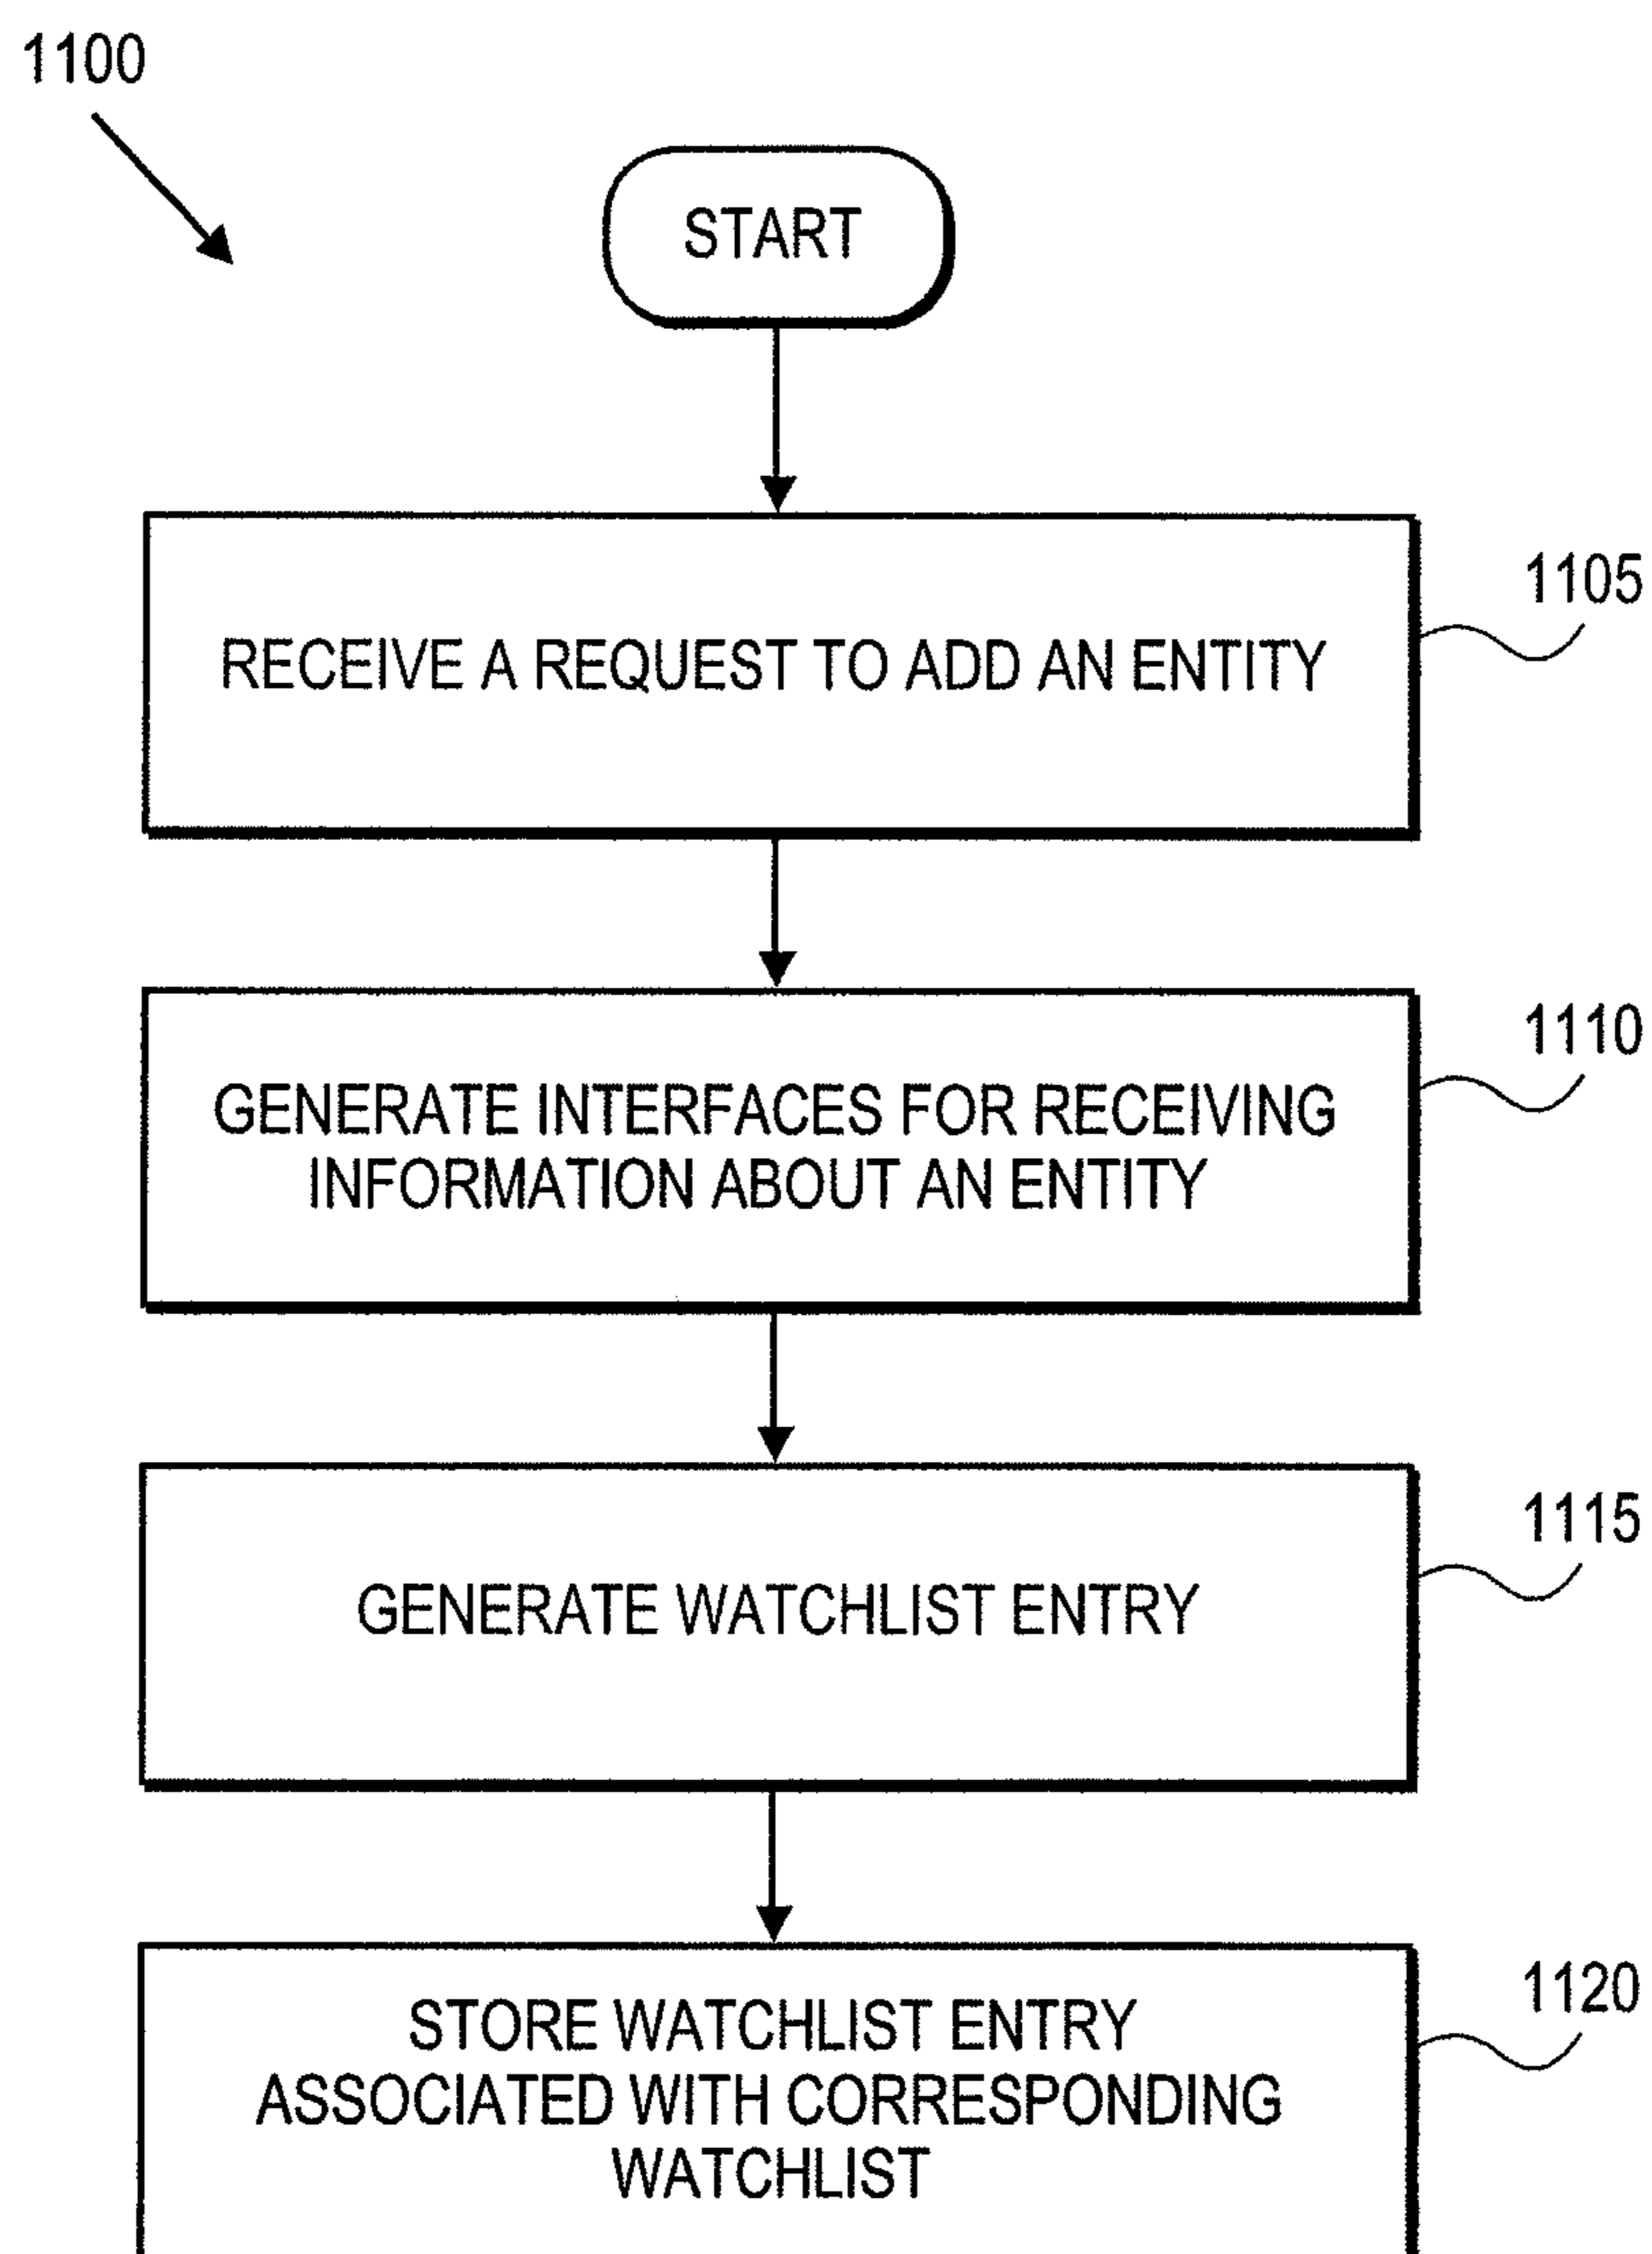 1100
START
RECEIVE A REQUEST TO ADD AN ENTITY
1105
GENERATE INTERFACES FOR RECEIVING
INFORMATION ABOUT AN ENTITY
1110
GENERATE WATCHLIST ENTRY
1115
STORE WATCHLIST ENTRY
ASSOCIATED WITH CORRESPONDING
WATCHLIST
1120